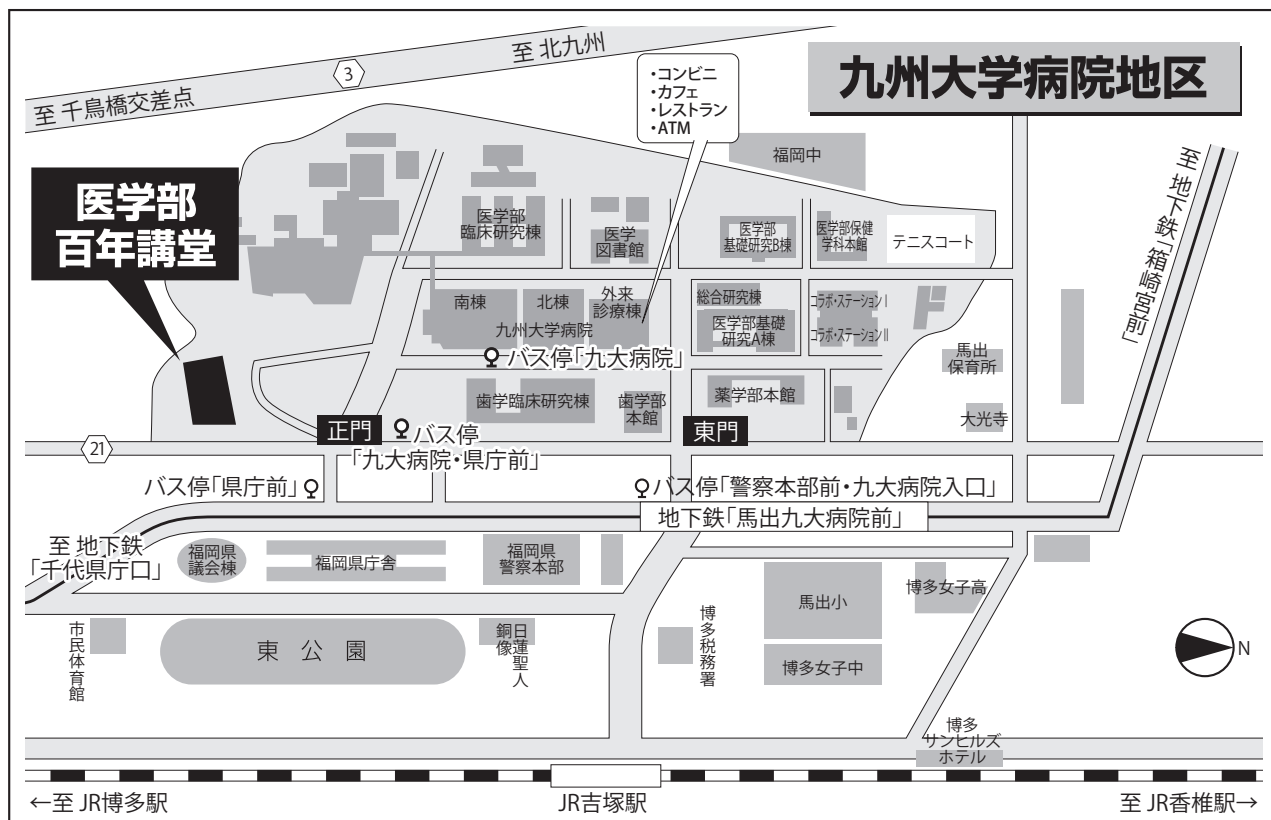 九州大学病院地区
至 北九州
3
至 千鳥橋交差点
・コンビニ
・カフェ
・レストラン
・ATM
福岡中
医学部
百年講堂
医学部
臨床研究棟
医学
図書館
医学部
基礎研究B棟
医学部保健
学科本館
テニスコート
至 地下鉄「箱崎宮前」
南棟
北棟
外来
診療棟
九州大学病院
総合研究棟
医学部基礎
研究A棟
コラボ・ステーションⅠ
コラボ・ステーションⅡ
バス停「九大病院」
馬出
保育所
歯学臨床研究棟
歯学部
本館
薬学部本館
大光寺
正門
東門
21
バス停
「九大病院・県庁前」
バス停「県庁前」
バス停「警察本部前・九大病院入口」
地下鉄「馬出九大病院前」
至 地下鉄
「千代県庁口」
福岡県
議会棟
福岡県庁舎
福岡県
警察本部
馬出小
博多女子高
市民体育館
東 公 園
日蓮聖人
銅像
博多税務署
博多女子中
N
博多
サンヒルズ
ホテル
←至 JR博多駅
JR吉塚駅
至 JR香椎駅→